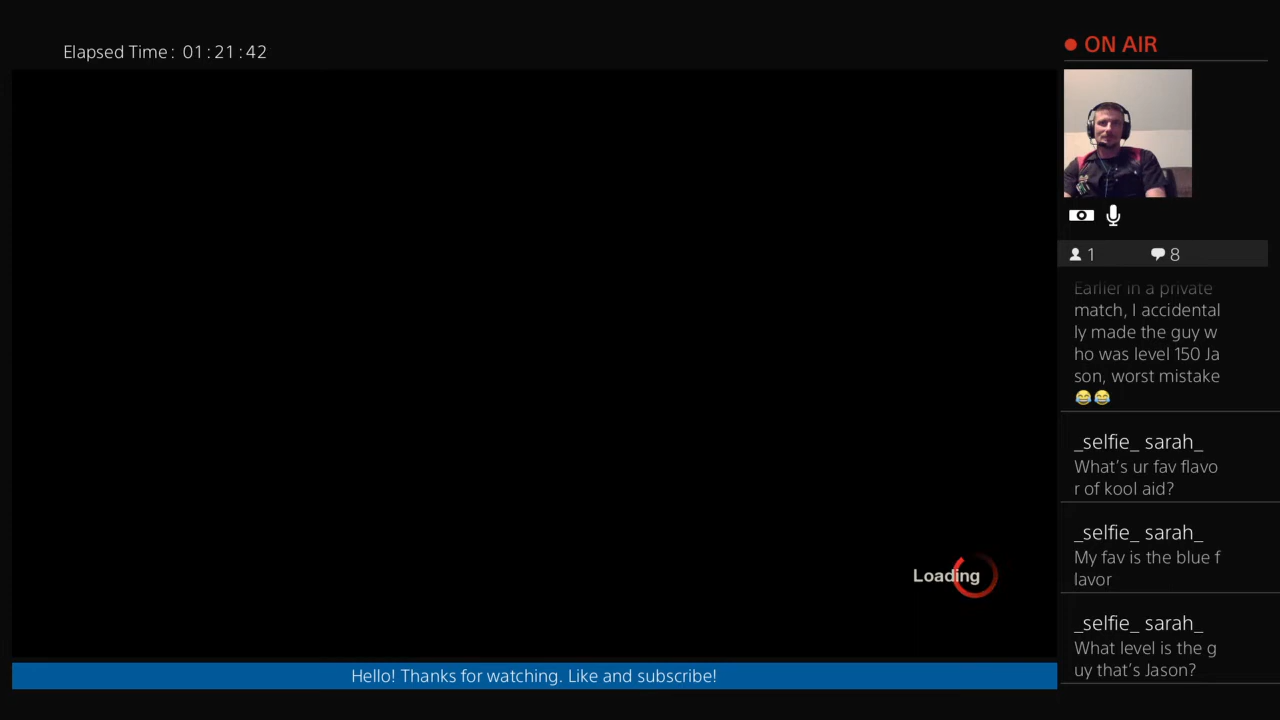 Elapsed Time: 01:21:42
ON AIR
1
8
Earlier in a private
match, I accidental
ly made the guy w
ho was level 150 Ja
son, worst mistake
😂😂
_selfie_ sarah_
What's ur fav flavo
r of kool aid?
_selfie_ sarah_
My fav is the blue f
lavor
_selfie_ sarah_
What level is the g
uy that's Jason?
Loading
Hello! Thanks for watching. Like and subscribe!